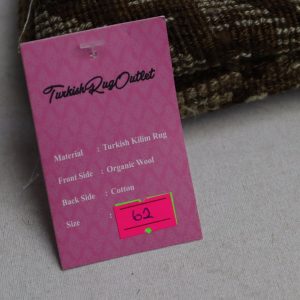 TurkishRugOutlet
Material : Turkish Kilim Rug
Front Side : Organic Wool
Back Side : Cotton
Size : 62